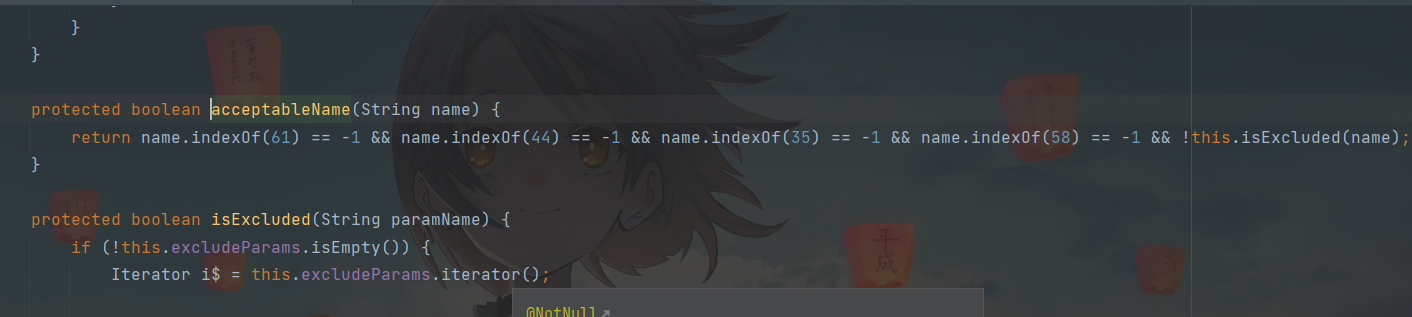 }
}
protected boolean acceptableName(String name) {
return name.indexOf(61) == -1 && name.indexOf(44) == -1 && name.indexOf(35) == -1 && name.indexOf(58) == -1 && !this.isExcluded(name);
}
protected boolean isExcluded(String paramName) {
if (!this.excludeParams.isEmpty()) {
Iterator i$ = this.excludeParams.iterator();
平成
@NotNull